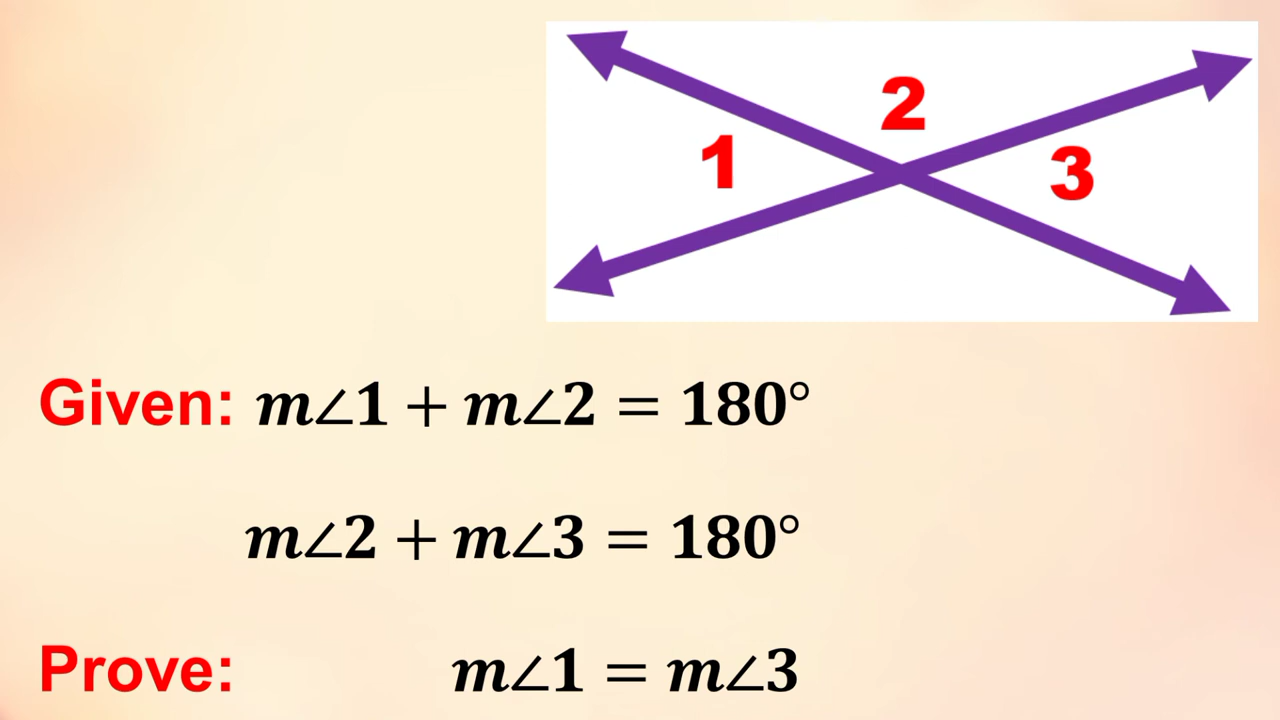 2
1
3
Given: m∠1 + m∠2 = 180°
m∠2 + m∠3 = 180°
Prove: m∠1 = m∠3